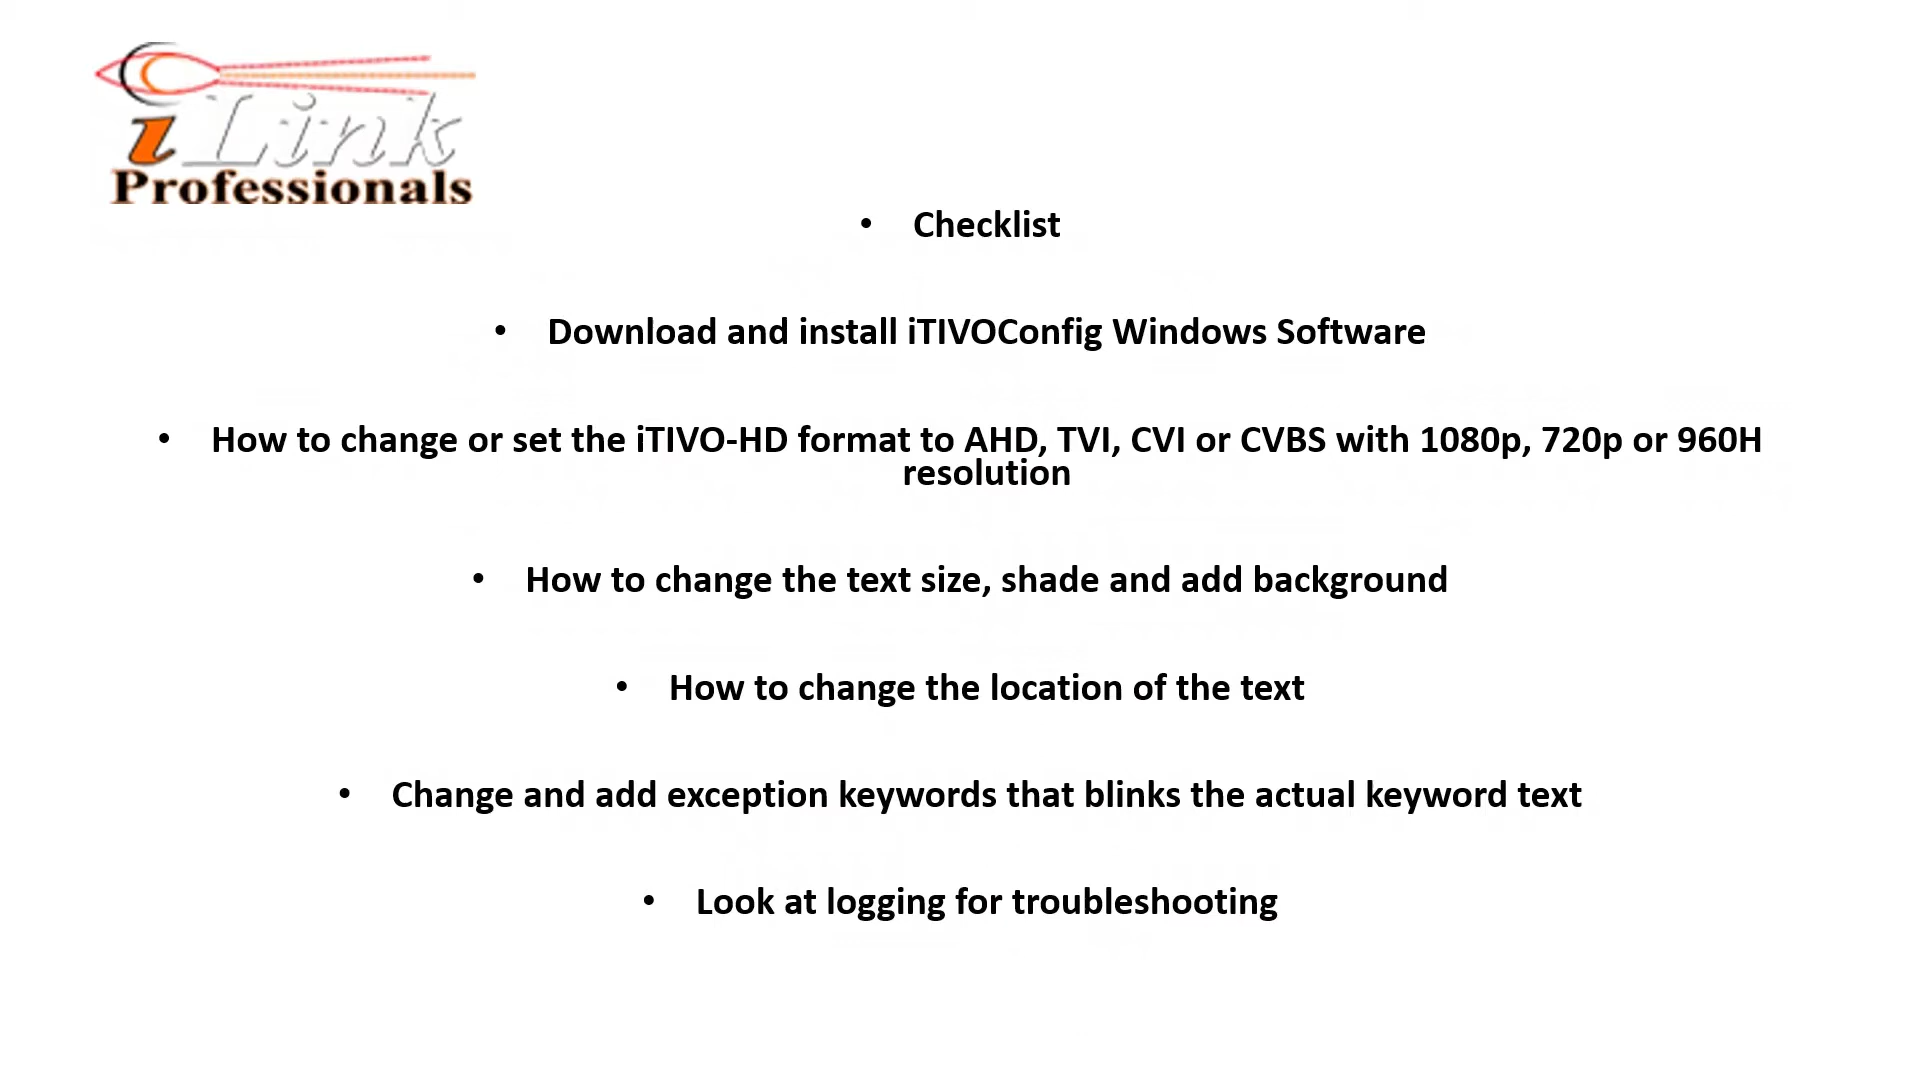 iLink
Professionals
• Checklist
• Download and install iTIVOConfig Windows Software
• How to change or set the iTIVO-HD format to AHD, TVI, CVI or CVBS with 1080p, 720p or 960H
resolution
• How to change the text size, shade and add background
• How to change the location of the text
• Change and add exception keywords that blinks the actual keyword text
• Look at logging for troubleshooting